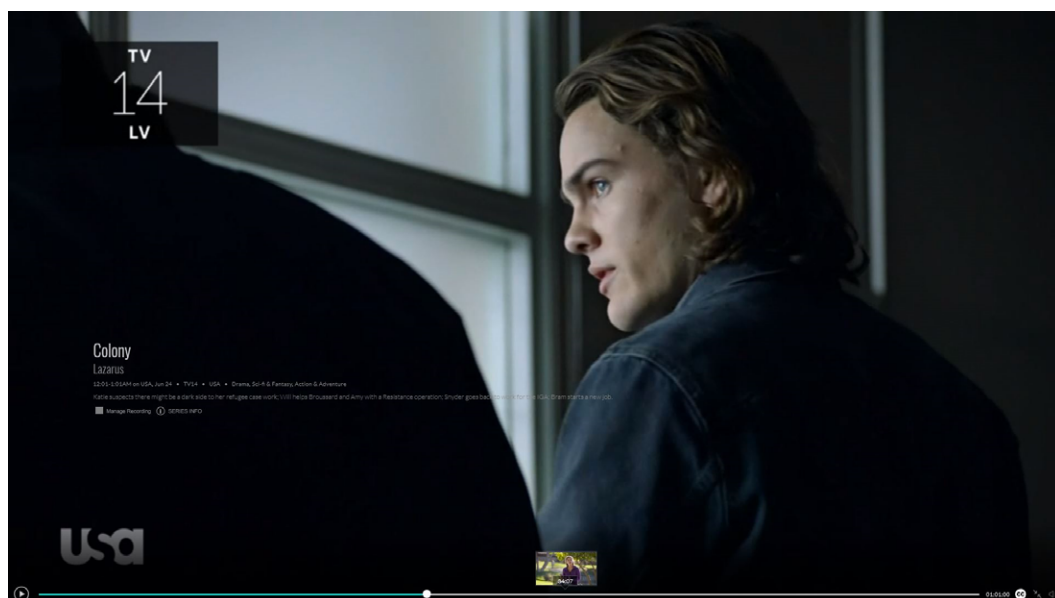 TV
14
LV
Colony
Lazarus
12:01-1:01AM on USA, Jun 24 • TV14 • USA • Drama, Sci-fi & Fantasy, Action & Adventure
Katie suspects there might be a dark side to her refugee case work; Will helps Broussard and Amy with a Resistance operation; Snyder goes back to work for the IGA; Bram starts a new job.
Manage Recording SERIES INFO
usa
34:07
01:01:00 CC